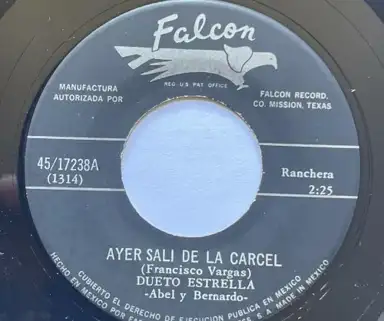 Falcon
REG. U.S. PAT. OFFICE
MANUFACTURA
AUTORIZADA POR
FALCON RECORD.
CO. MISSION, TEXAS
45/17238A
(1314)
Ranchera
2:25
AYER SALI DE LA CARCEL
(Francisco Vargas)
DUETO ESTRELLA
-Abel y Bernardo-
CUBIERTO EL DERECHO DE EJECUCION PUBLICA EN MEXICO
HECHO EN MEXICO POR S.A. MADE IN MEXICO